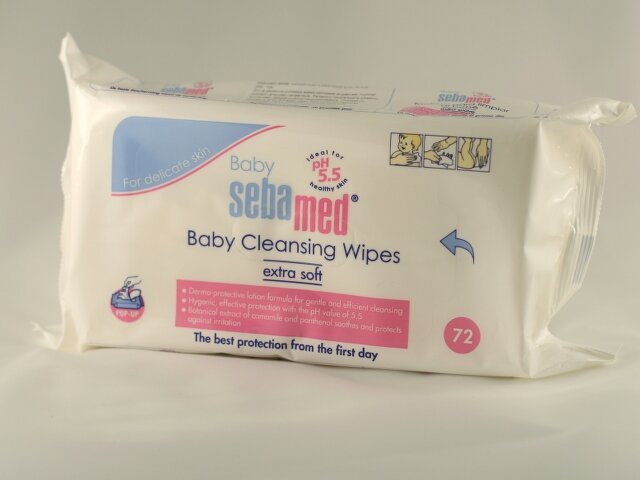 sebamed
For delicate skin
Baby
ideal for
pH
5.5
healthy skin
sebamed®
Baby Cleansing Wipes
extra soft
• Derma-protective lotion formula for gentle and efficient cleansing
• Hygenic, effective protection with the pH value of 5.5
• Botanical extract of camomile and panthenol soothes and protects
against irritation
POP-UP
72
The best protection from the first day